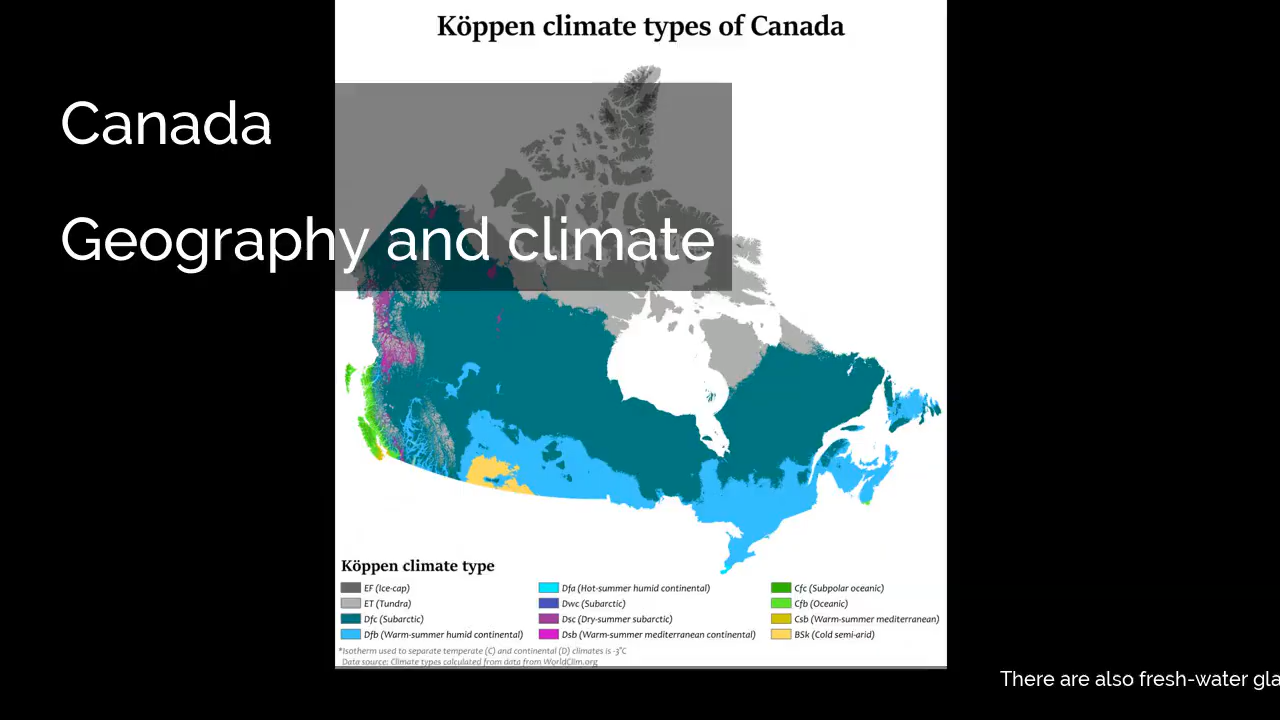 Köppen climate types of Canada
Canada
Geography and climate
Köppen climate type
EF (Ice-cap)
ET (Tundra)
Dfc (Subarctic)
Dfb (Warm-summer humid continental)
Dfa (Hot-summer humid continental)
Dwc (Subarctic)
Dsc (Dry-summer subarctic)
Dsb (Warm-summer mediterranean continental)
Cfc (Subpolar oceanic)
Cfb (Oceanic)
Csb (Warm-summer mediterranean)
BSk (Cold semi-arid)
*Isotherm used to separate temperate (C) and continental (D) climates is -3°C
Data source: Climate types calculated from data from WorldClim.org
There are also fresh-water gla